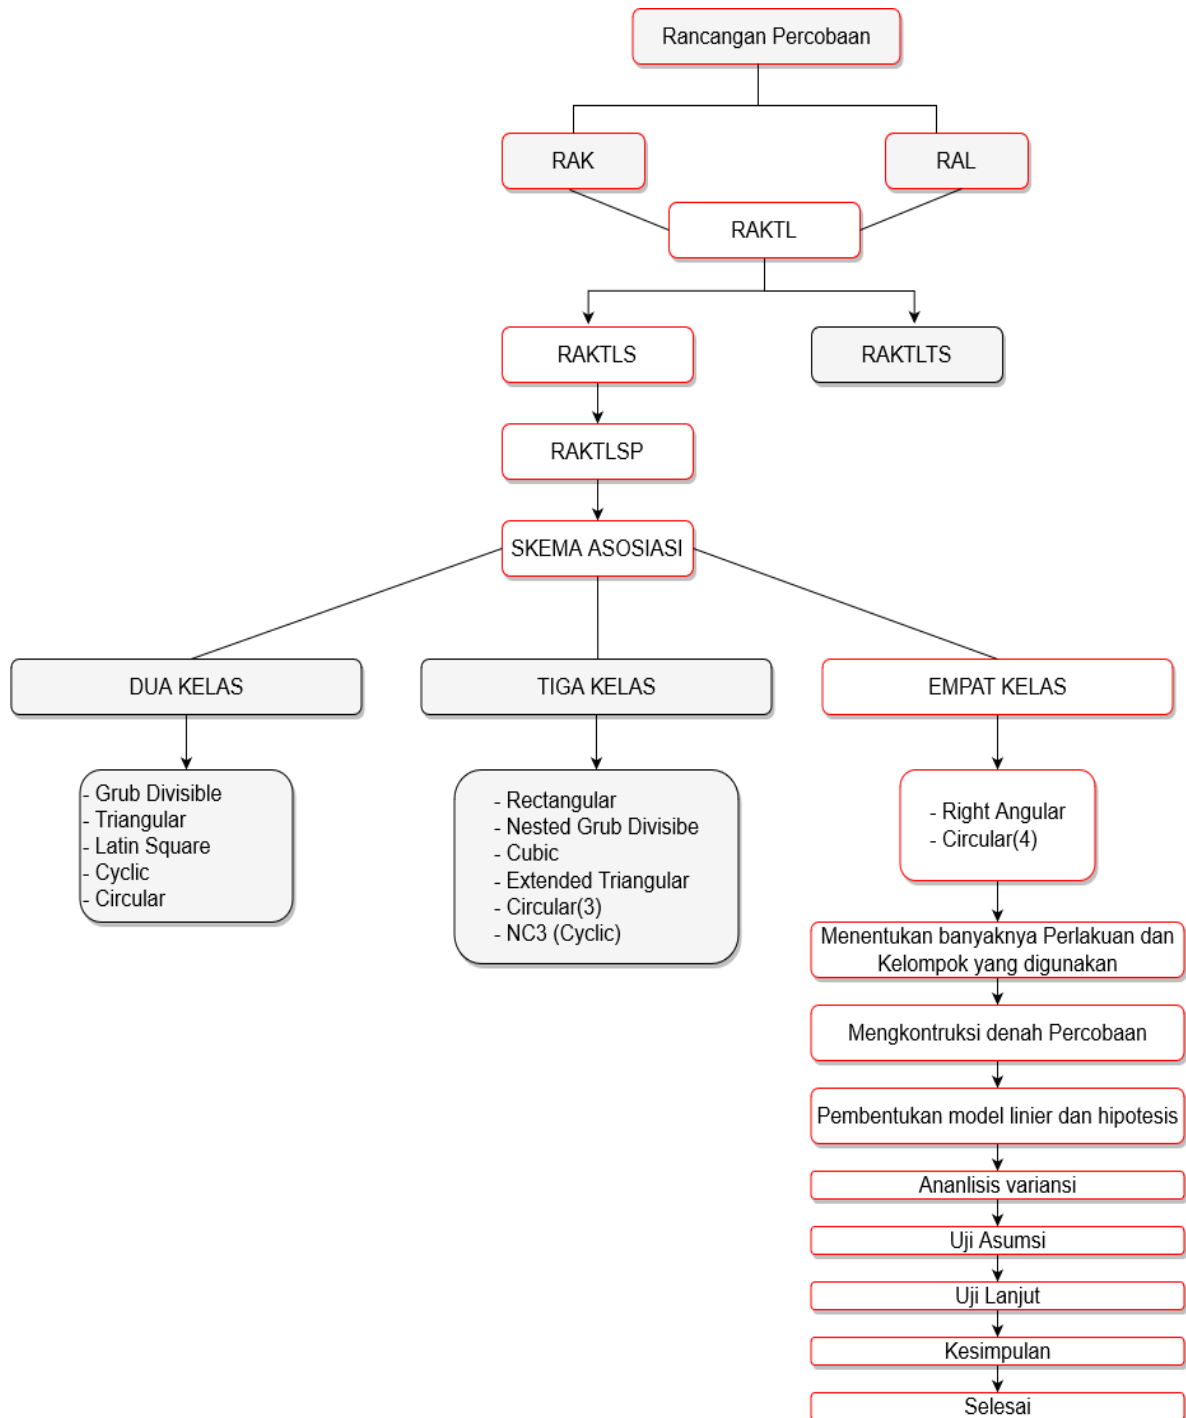 Rancangan Percobaan
RAK
RAL
RAKTL
RAKTLS
RAKTLTS
RAKTLSP
SKEMA ASOSIASI
DUA KELAS
TIGA KELAS
EMPAT KELAS
- Grub Divisible
- Triangular
- Latin Square
- Cyclic
- Circular
- Rectangular
- Nested Grub Divisibe
- Cubic
- Extended Triangular
- Circular(3)
- NC3 (Cyclic)
- Right Angular
- Circular(4)
Menentukan banyaknya Perlakuan dan
Kelompok yang digunakan
Mengkontruksi denah Percobaan
Pembentukan model linier dan hipotesis
Ananlisis variansi
Uji Asumsi
Uji Lanjut
Kesimpulan
Selesai